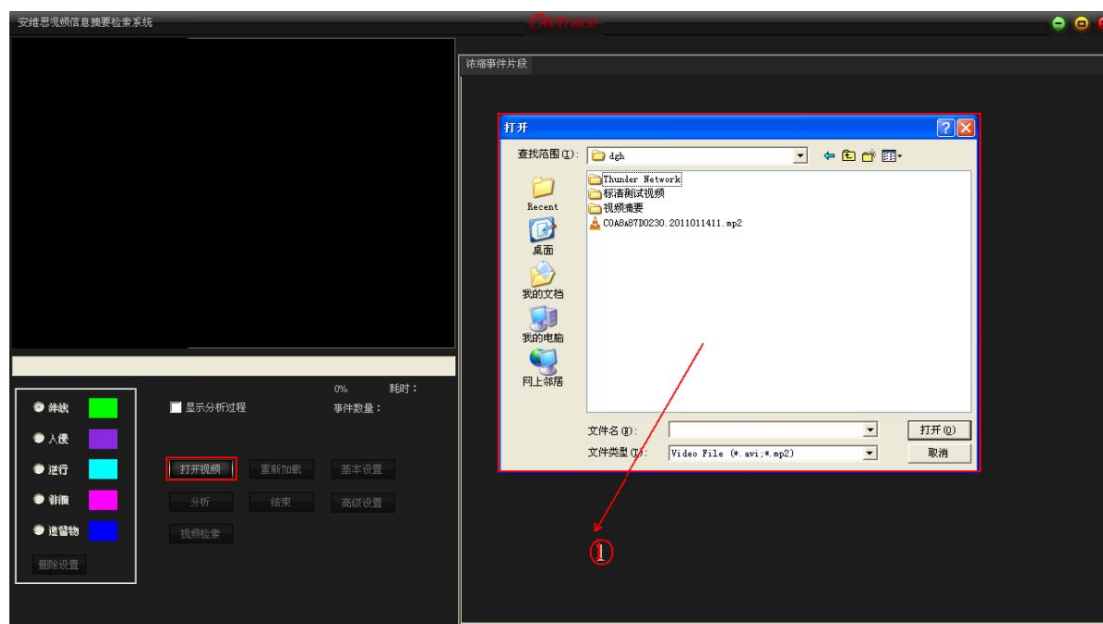 安维思视频信息摘要检索系统
浓缩事件片段
打开
查找范围(I):
dgh
Thunder Network
标清测试视频
视频摘要
C0A8A87D0230.2011011411.mp2
Recent
桌面
我的文档
我的电脑
网上邻居
文件名(N):
打开(O)
文件类型(T):
Video File (*.avi;*.mp2)
取消
0%
耗时：
显示分析过程
事件数量：
绊线
入侵
逆行
徘徊
遗留物
删除设置
打开视频
重新加载
基本设置
分析
结束
高级设置
视频检索
①